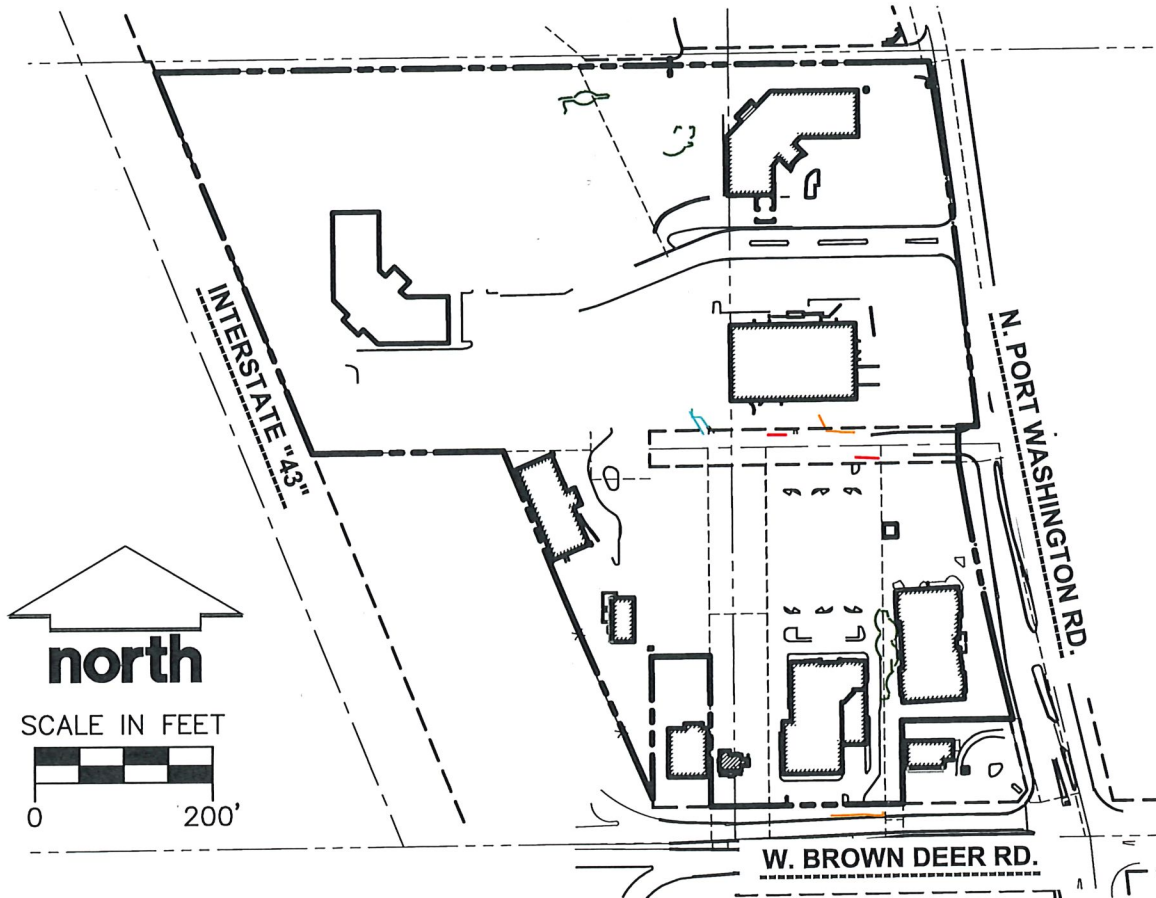 INTERSTATE "43"
N. PORT WASHINGTON RD.
north
SCALE IN FEET
0 200'
W. BROWN DEER RD.